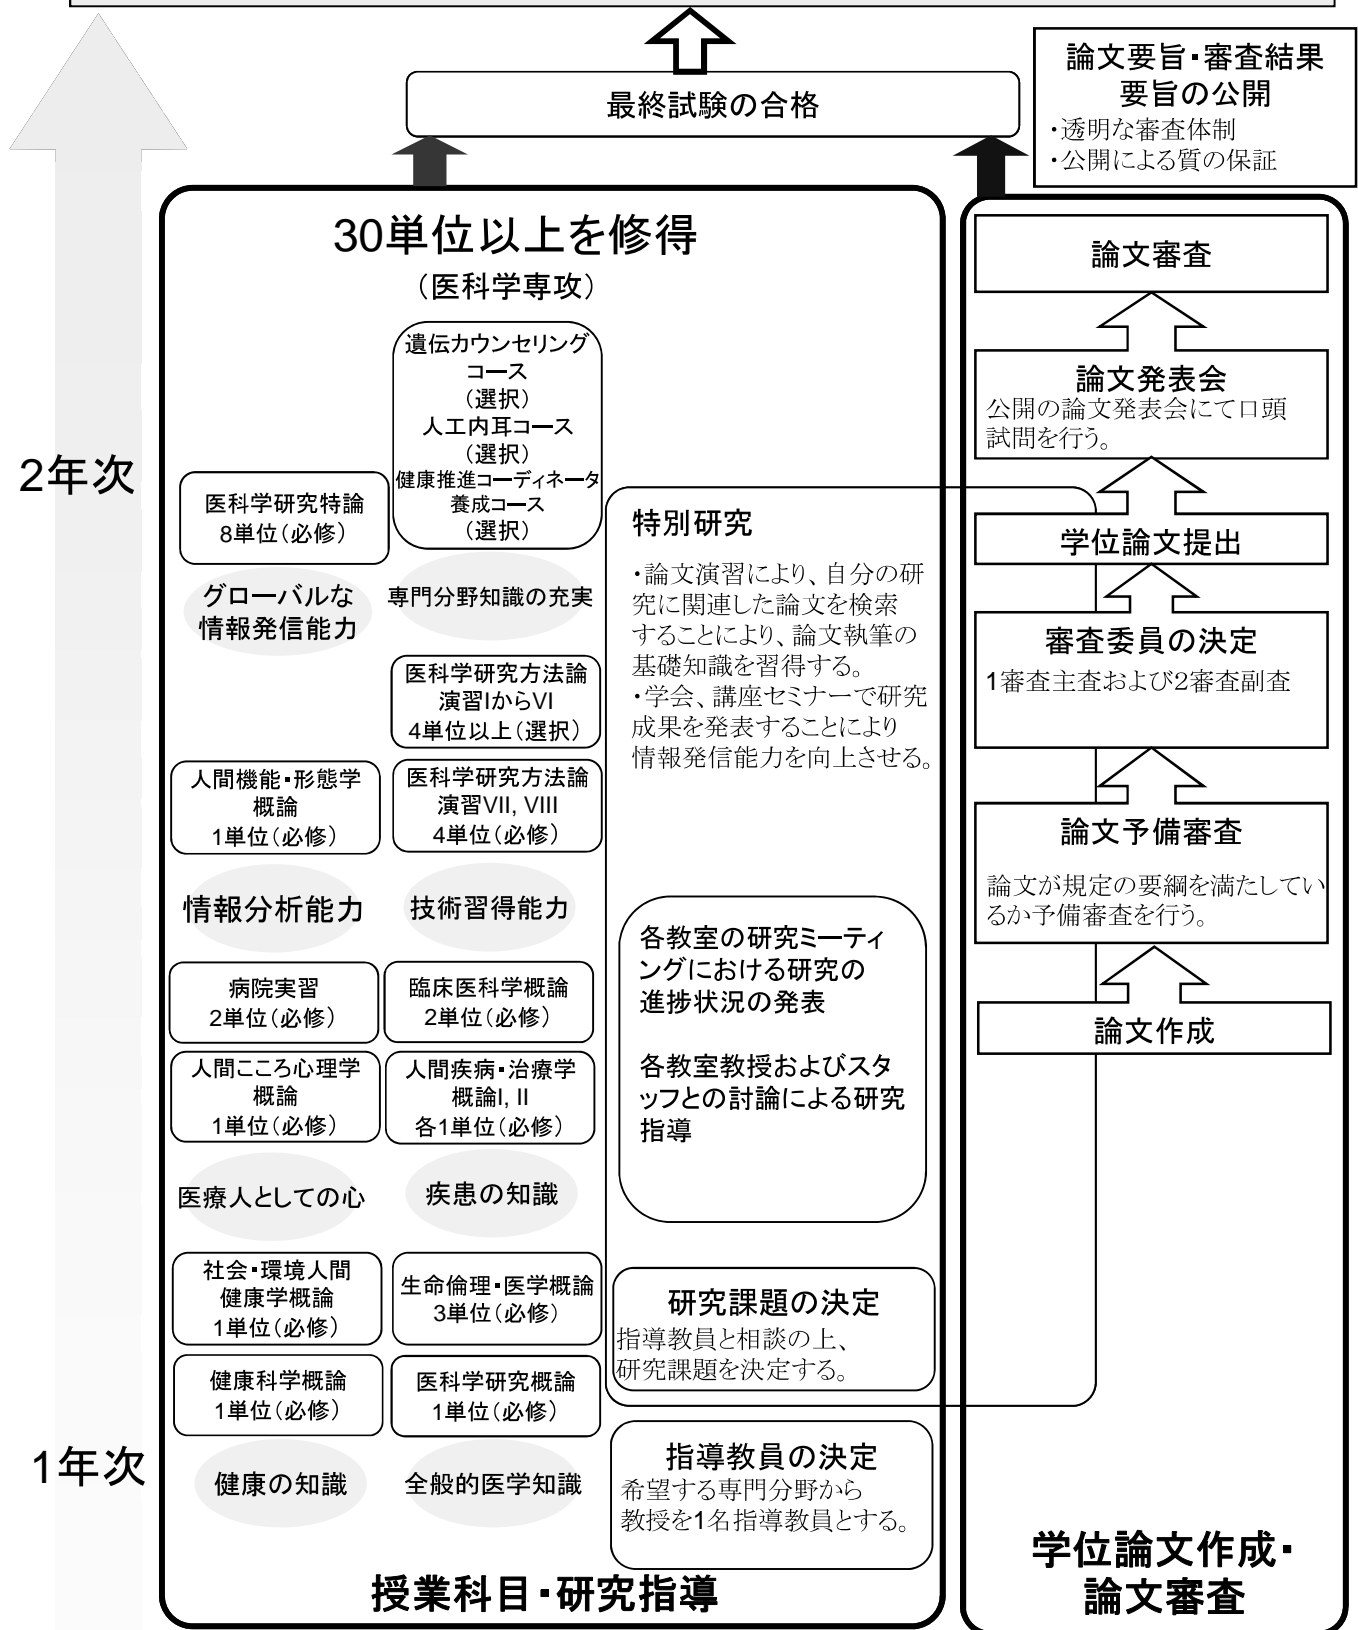 最終試験の合格
論文要旨・審査結果
要旨の公開
・透明な審査体制
・公開による質の保証
2年次
1年次
30単位以上を修得
（医科学専攻）
遺伝カウンセリング
コース
（選択）
人工内耳コース
（選択）
健康推進コーディネータ
養成コース
（選択）
医科学研究特論
8単位（必修）
グローバルな
情報発信能力
専門分野知識の充実
医科学研究方法論
演習IからVI
4単位以上（選択）
人間機能・形態学
概論
1単位（必修）
医科学研究方法論
演習VII, VIII
4単位（必修）
情報分析能力
技術習得能力
病院実習
2単位（必修）
臨床医科学概論
2単位（必修）
人間こころ心理学
概論
1単位（必修）
人間疾病・治療学
概論I, II
各1単位（必修）
医療人としての心
疾患の知識
社会・環境人間
健康学概論
1単位（必修）
生命倫理・医学概論
3単位（必修）
健康科学概論
1単位（必修）
医科学研究概論
1単位（必修）
健康の知識
全般的医学知識
特別研究
・論文演習により、自分の研
究に関連した論文を検索
することにより、論文執筆の
基礎知識を習得する。
・学会、講座セミナーで研究
成果を発表することにより
情報発信能力を向上させる。
各教室の研究ミーティ
ングにおける研究の
進捗状況の発表
各教室教授およびスタ
ッフとの討論による研究
指導
研究課題の決定
指導教員と相談の上、
研究課題を決定する。
指導教員の決定
希望する専門分野から
教授を1名指導教員とする。
授業科目・研究指導
論文審査
論文発表会
公開の論文発表会にて口頭
試問を行う。
学位論文提出
審査委員の決定
1審査主査および2審査副査
論文予備審査
論文が規定の要綱を満たしてい
るか予備審査を行う。
論文作成
学位論文作成・
論文審査